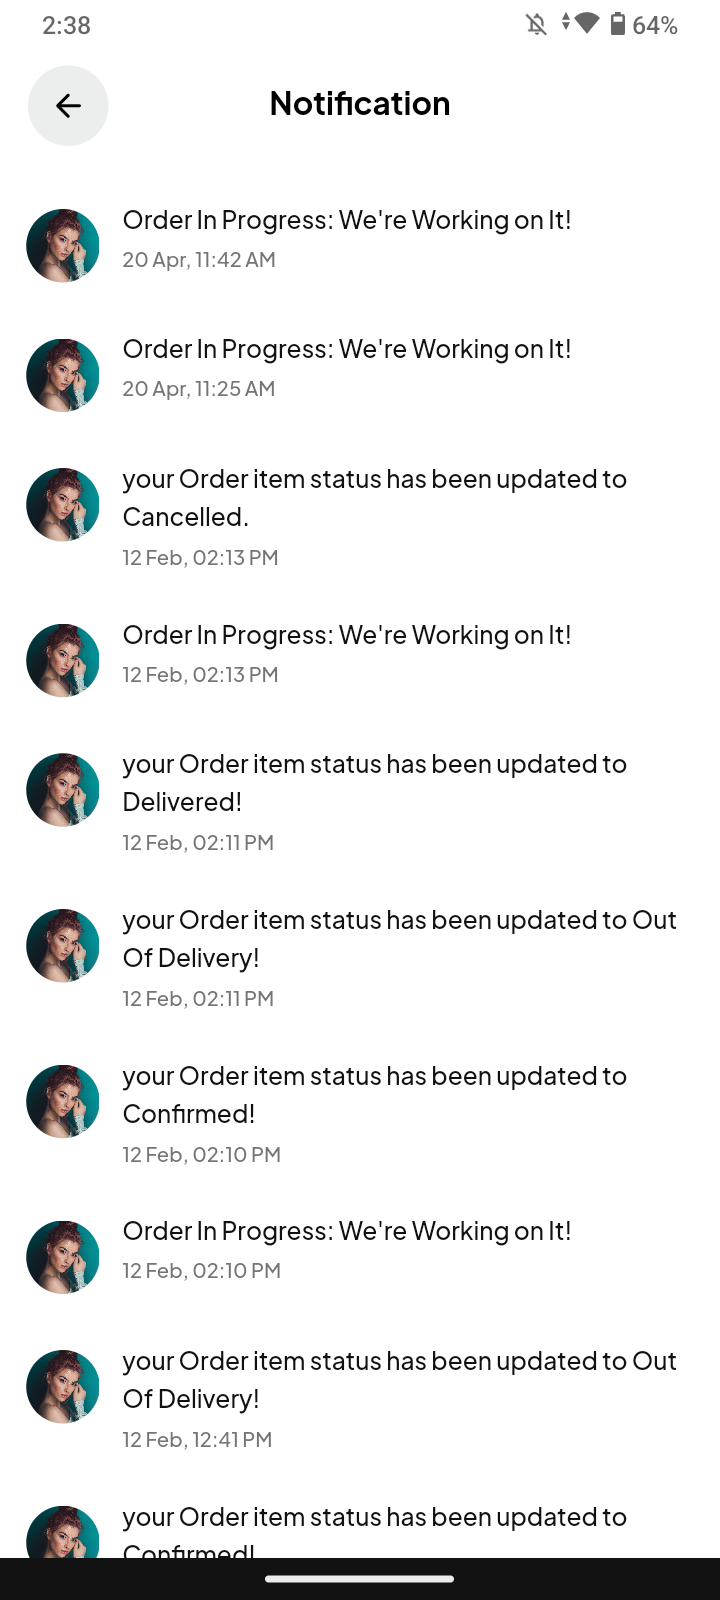 2:38
64%
Notification
Order In Progress: We're Working on It!
20 Apr, 11:42 AM
Order In Progress: We're Working on It!
20 Apr, 11:25 AM
your Order item status has been updated to
Cancelled.
12 Feb, 02:13 PM
Order In Progress: We're Working on It!
12 Feb, 02:13 PM
your Order item status has been updated to
Delivered!
12 Feb, 02:11 PM
your Order item status has been updated to Out
Of Delivery!
12 Feb, 02:11 PM
your Order item status has been updated to
Confirmed!
12 Feb, 02:10 PM
Order In Progress: We're Working on It!
12 Feb, 02:10 PM
your Order item status has been updated to Out
Of Delivery!
12 Feb, 12:41 PM
your Order item status has been updated to
Confirmed!